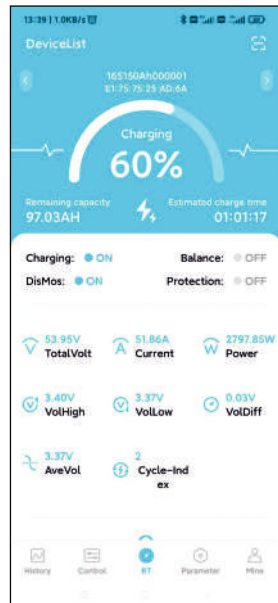 13:39 | 1.0KB/s
DeviceList
165150Ah000001
E1:75:75:25:AD:6A
Charging
60%
Remaining capacity
97.03AH
Estimated charge time
01:01:17
Charging: ON
Balance: OFF
DisMos: ON
Protection: OFF
53.95V
TotalVolt
51.86A
Current
2797.85W
Power
3.40V
VolHigh
3.37V
VolLow
0.03V
VolDiff
3.37V
AveVol
2
Cycle-Ind
ex
History
Control
RT
Parameter
Mine